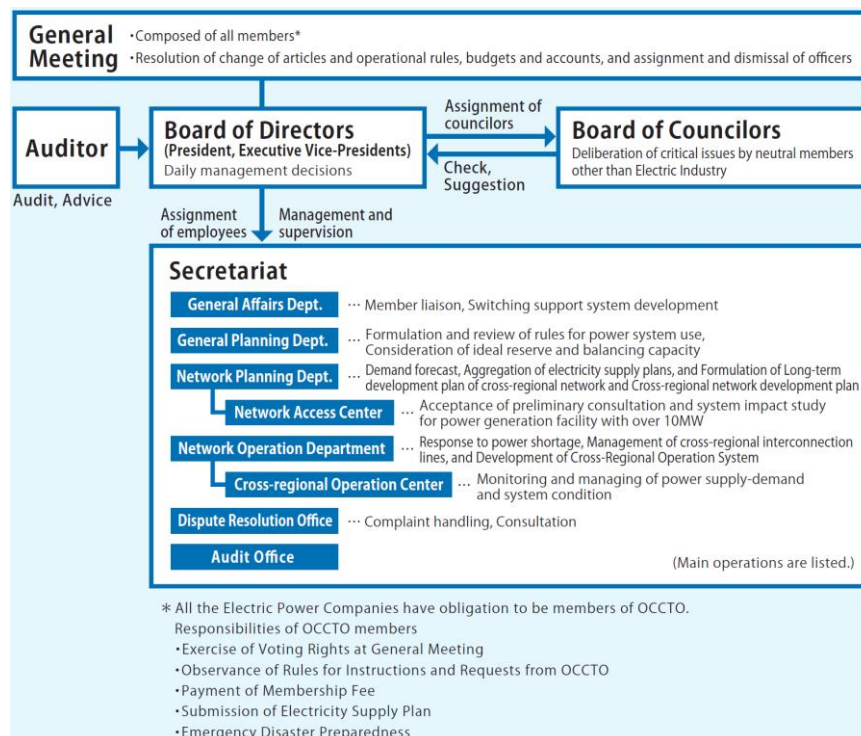 General Meeting
・Composed of all members*
・Resolution of change of articles and operational rules, budgets and accounts, and assignment and dismissal of officers
Auditor
Audit, Advice
Board of Directors
(President, Executive Vice-Presidents)
Daily management decisions
Assignment of
councilors
Check,
Suggestion
Board of Councilors
Deliberation of critical issues by neutral members
other than Electric Industry
Assignment
of employees
Management and
supervision
Secretariat
General Affairs Dept. … Member liaison, Switching support system development
General Planning Dept. … Formulation and review of rules for power system use,
Consideration of ideal reserve and balancing capacity
Network Planning Dept. … Demand forecast, Aggregation of electricity supply plans, and Formulation of Long-term
development plan of cross-regional network and Cross-regional network development plan
Network Access Center … Acceptance of preliminary consultation and system impact study
for power generation facility with over 10MW
Network Operation Department … Response to power shortage, Management of cross-regional interconnection
lines, and Development of Cross-Regional Operation System
Cross-regional Operation Center … Monitoring and managing of power supply-demand
and system condition
Dispute Resolution Office … Complaint handling, Consultation
Audit Office
(Main operations are listed.)
* All the Electric Power Companies have obligation to be members of OCCTO.
Responsibilities of OCCTO members
・Exercise of Voting Rights at General Meeting
・Observance of Rules for Instructions and Requests from OCCTO
・Payment of Membership Fee
・Submission of Electricity Supply Plan
・Emergency Disaster Preparedness